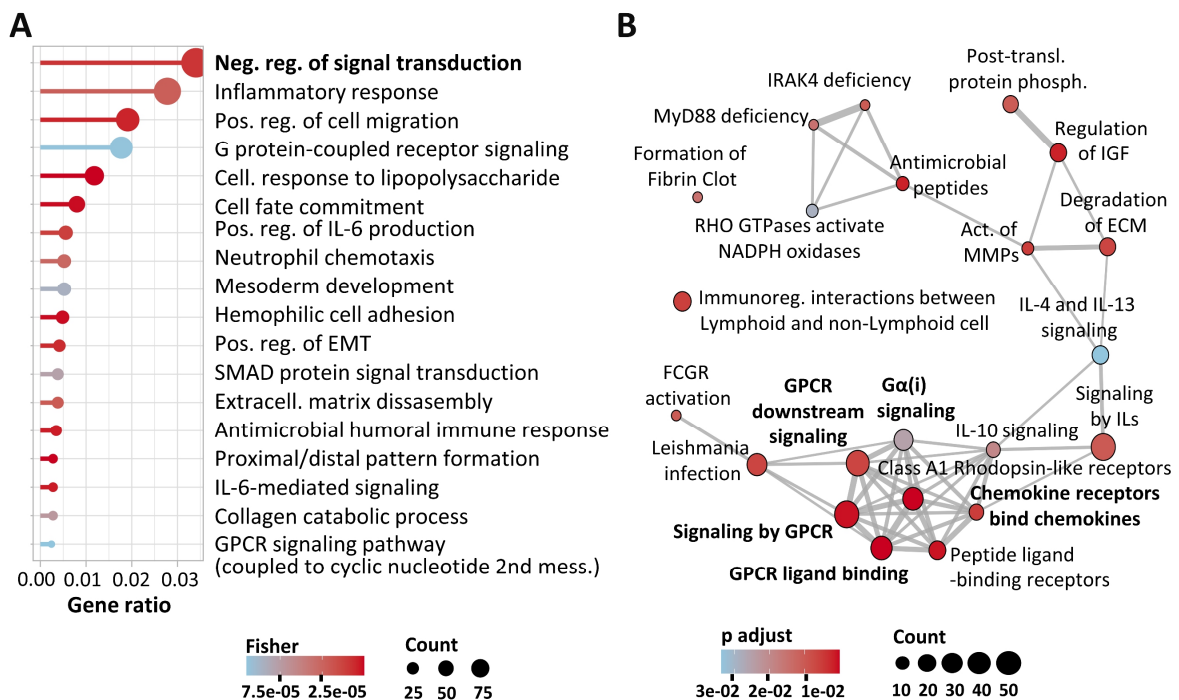 A
Neg. reg. of signal transduction
Inflammatory response
Pos. reg. of cell migration
G protein-coupled receptor signaling
Cell. response to lipopolysaccharide
Cell fate commitment
Pos. reg. of IL-6 production
Neutrophil chemotaxis
Mesoderm development
Hemophilic cell adhesion
Pos. reg. of EMT
SMAD protein signal transduction
Extracell. matrix dissasembly
Antimicrobial humoral immune response
Proximal/distal pattern formation
IL-6-mediated signaling
Collagen catabolic process
GPCR signaling pathway
(coupled to cyclic nucleotide 2nd mess.)
0.00 0.01 0.02 0.03
Gene ratio
Fisher
7.5e-05 2.5e-05
Count
25 50 75
B
IRAK4 deficiency
MyD88 deficiency
Post-transl.
protein phosph.
Regulation
of IGF
Formation of
Fibrin Clot
Antimicrobial
peptides
Degradation
of ECM
RHO GTPases activate
NADPH oxidases
Act. of
MMPs
Immunoreg. interactions between
Lymphoid and non-Lymphoid cell
IL-4 and IL-13
signaling
FCGR
activation
GPCR
downstream
signaling
Gα(i)
signaling
Signaling
by ILs
IL-10 signaling
Leishmania
infection
Class A1 Rhodopsin-like receptors
Chemokine receptors
bind chemokines
Signaling by GPCR
GPCR ligand binding
Peptide ligand
-binding receptors
p adjust
3e-02 2e-02 1e-02
Count
10 20 30 40 50